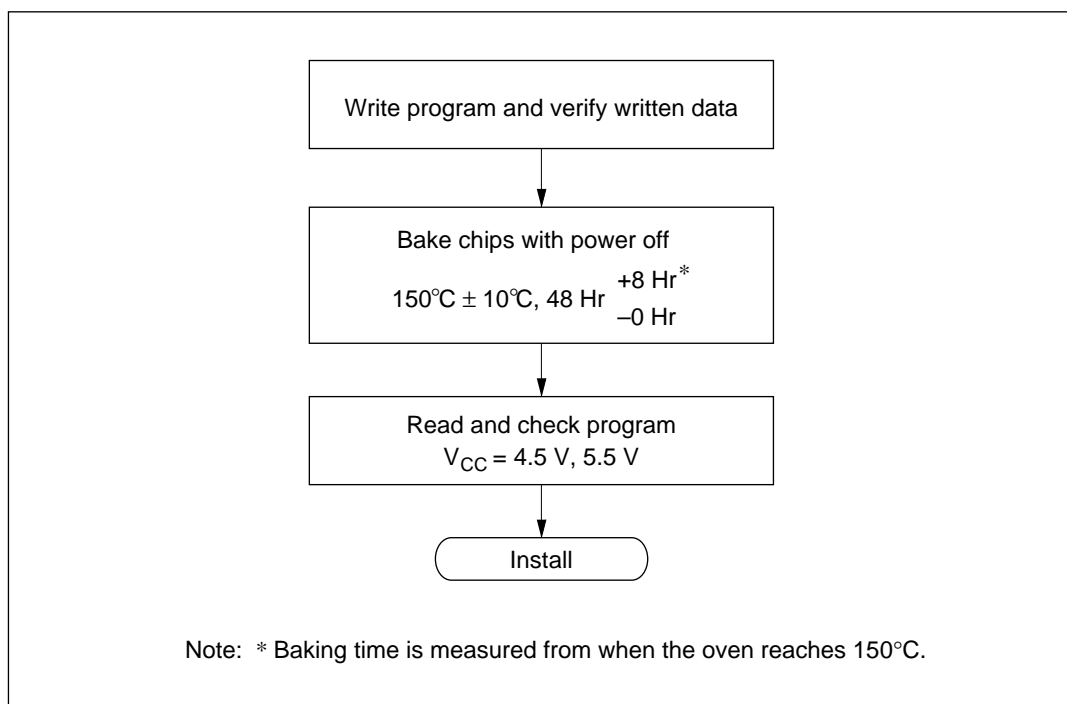 Write program and verify written data
Bake chips with power off
150°C ± 10°C, 48 Hr +8 Hr*
–0 Hr
Read and check program
VCC = 4.5 V, 5.5 V
Install
Note: * Baking time is measured from when the oven reaches 150°C.